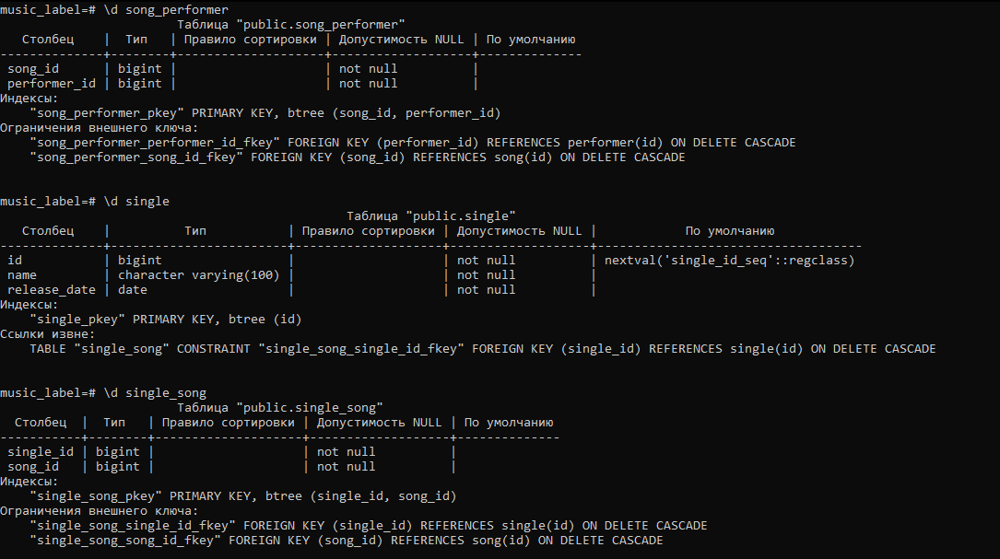 music_label=# \d song_performer
                        Таблица "public.song_performer"
   Столбец    |  Тип   | Правило сортировки | Допустимость NULL | По умолчанию
--------------+--------+--------------------+-------------------+--------------
 song_id      | bigint |                    | not null          |
 performer_id | bigint |                    | not null          |
Индексы:
    "song_performer_pkey" PRIMARY KEY, btree (song_id, performer_id)
Ограничения внешнего ключа:
    "song_performer_performer_id_fkey" FOREIGN KEY (performer_id) REFERENCES performer(id) ON DELETE CASCADE
    "song_performer_song_id_fkey" FOREIGN KEY (song_id) REFERENCES song(id) ON DELETE CASCADE
music_label=# \d single
                                               Таблица "public.single"
   Столбец    |          Тип           | Правило сортировки | Допустимость NULL |            По умолчанию
--------------+------------------------+--------------------+-------------------+------------------------------------
 id           | bigint                 |                    | not null          | nextval('single_id_seq'::regclass)
 name         | character varying(100) |                    | not null          |
 release_date | date                   |                    | not null          |
Индексы:
    "single_pkey" PRIMARY KEY, btree (id)
Ссылки извне:
    TABLE "single_song" CONSTRAINT "single_song_single_id_fkey" FOREIGN KEY (single_id) REFERENCES single(id) ON DELETE CASCADE
music_label=# \d single_song
                        Таблица "public.single_song"
  Столбец  |  Тип   | Правило сортировки | Допустимость NULL | По умолчанию
-----------+--------+--------------------+-------------------+--------------
 single_id | bigint |                    | not null          |
 song_id   | bigint |                    | not null          |
Индексы:
    "single_song_pkey" PRIMARY KEY, btree (single_id, song_id)
Ограничения внешнего ключа:
    "single_song_single_id_fkey" FOREIGN KEY (single_id) REFERENCES single(id) ON DELETE CASCADE
    "single_song_song_id_fkey" FOREIGN KEY (song_id) REFERENCES song(id) ON DELETE CASCADE